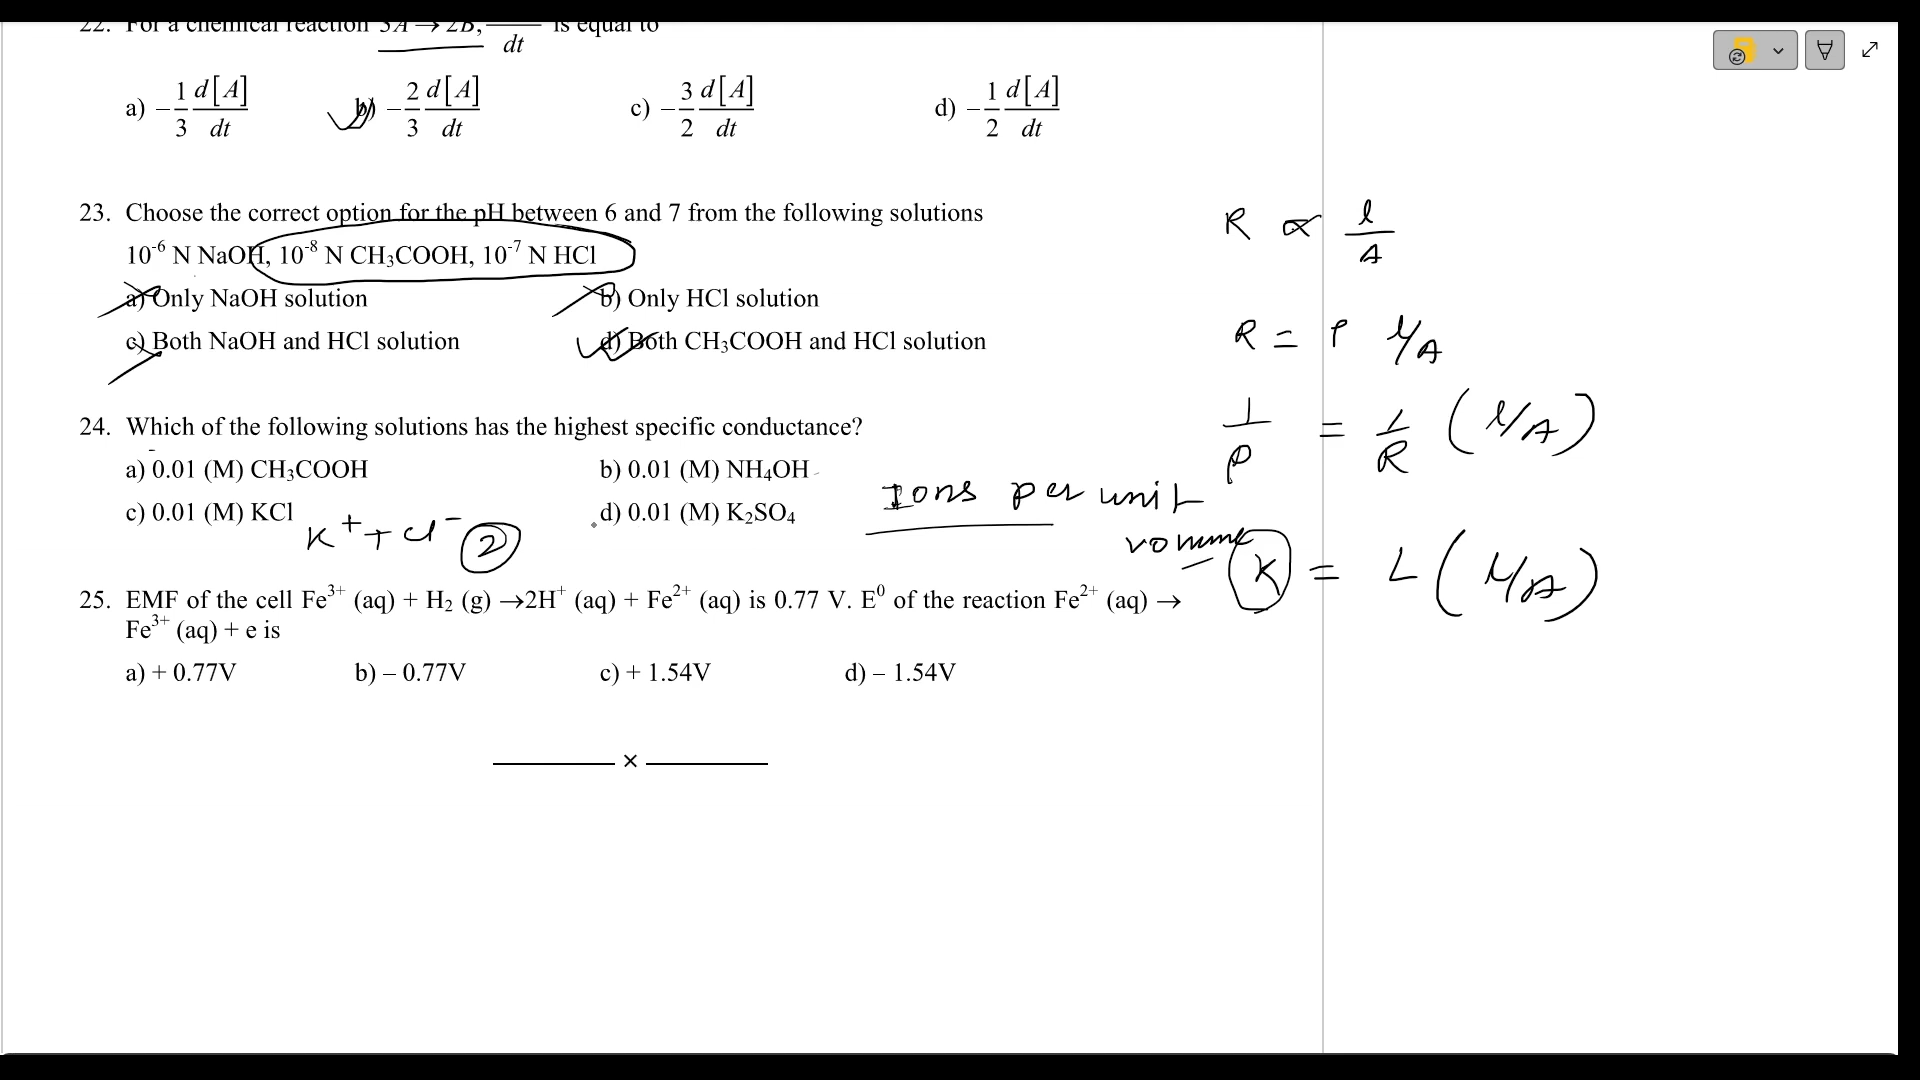 22. For a chemical reaction 3A → 2B, —— is equal to
dt
a) –1/3 d[A]/dt b) –2/3 d[A]/dt c) –3/2 d[A]/dt d) –1/2 d[A]/dt
23. Choose the correct option for the pH between 6 and 7 from the following solutions
10⁻⁶ N NaOH, 10⁻⁸ N CH₃COOH, 10⁻⁷ N HCl
a) Only NaOH solution b) Only HCl solution
c) Both NaOH and HCl solution d) Both CH₃COOH and HCl solution
24. Which of the following solutions has the highest specific conductance?
a) 0.01 (M) CH₃COOH b) 0.01 (M) NH₄OH
c) 0.01 (M) KCl d) 0.01 (M) K₂SO₄
K⁺ + Cl⁻ 2
Ions per unit
volume
25. EMF of the cell Fe³⁺ (aq) + H₂ (g) →2H⁺ (aq) + Fe²⁺ (aq) is 0.77 V. E⁰ of the reaction Fe²⁺ (aq) →
Fe³⁺ (aq) + e is
a) + 0.77V b) – 0.77V c) + 1.54V d) – 1.54V
×
R ∝ l/A
R = ρ l/A
1/ρ = 1/R (l/A)
K = L (l/A)